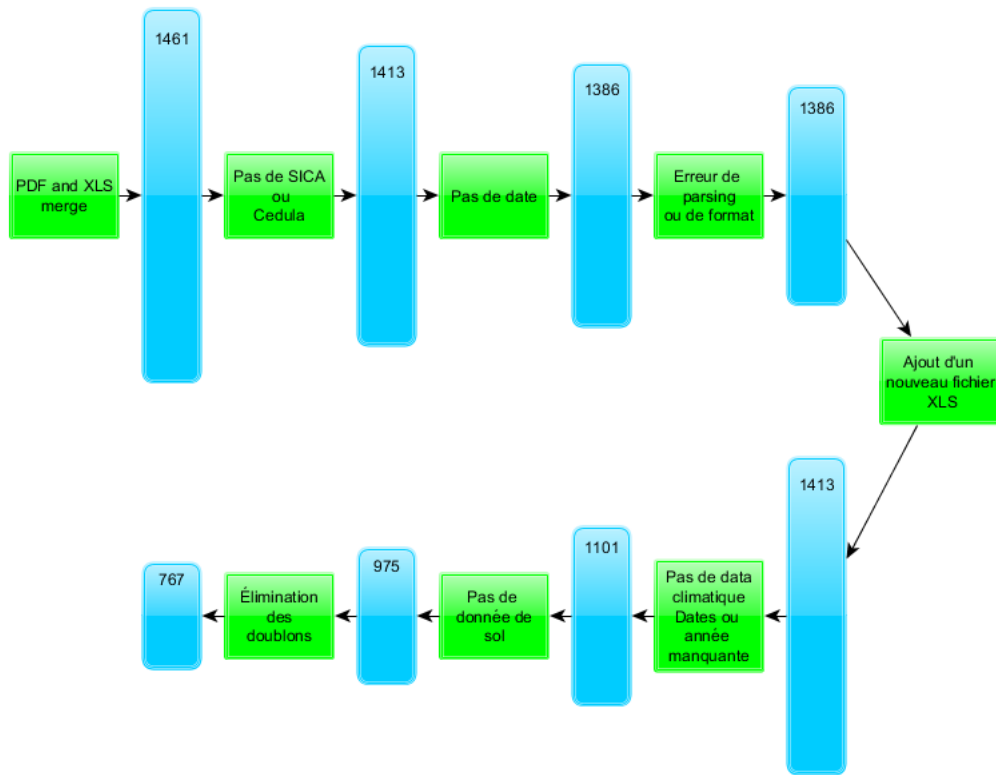 PDF and XLS
merge
1461
Pas de SICA
ou
Cedula
1413
Pas de date
1386
Erreur de
parsing
ou de format
1386
Ajout d'un
nouveau fichier
XLS
1413
Pas de data
climatique
Dates ou
année
manquante
1101
Pas de
donnée de
sol
975
Élimination
des
doublons
767